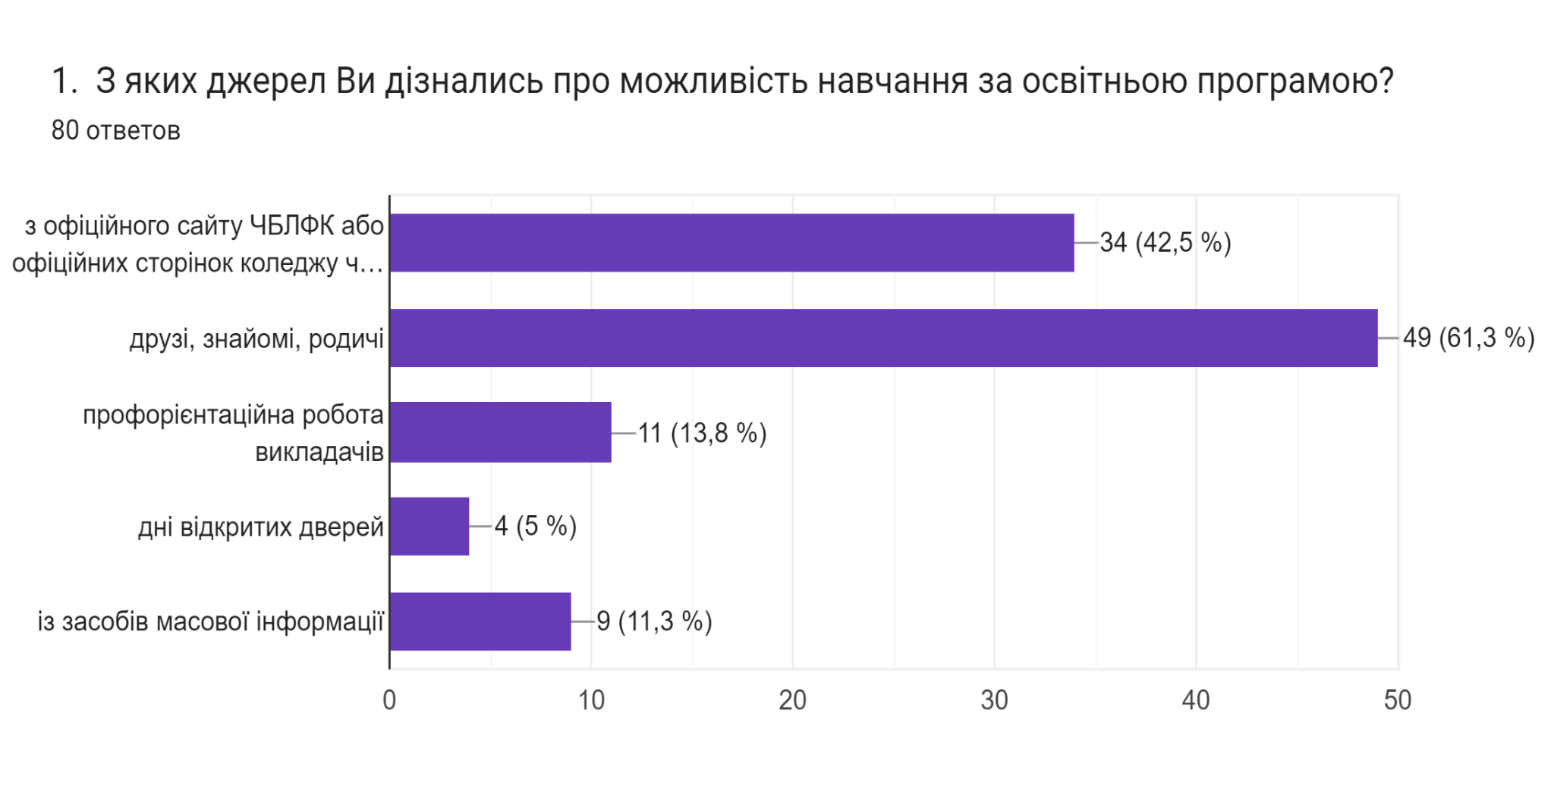 1. З яких джерел Ви дізнались про можливість навчання за освітньою програмою?
80 ответов
з офіційного сайту ЧБЛФК або
офіційних сторінок коледжу ч…
34 (42,5 %)
друзі, знайомі, родичі
49 (61,3 %)
профорієнтаційна робота
викладачів
11 (13,8 %)
дні відкритих дверей
4 (5 %)
із засобів масової інформації
9 (11,3 %)
0 10 20 30 40 50